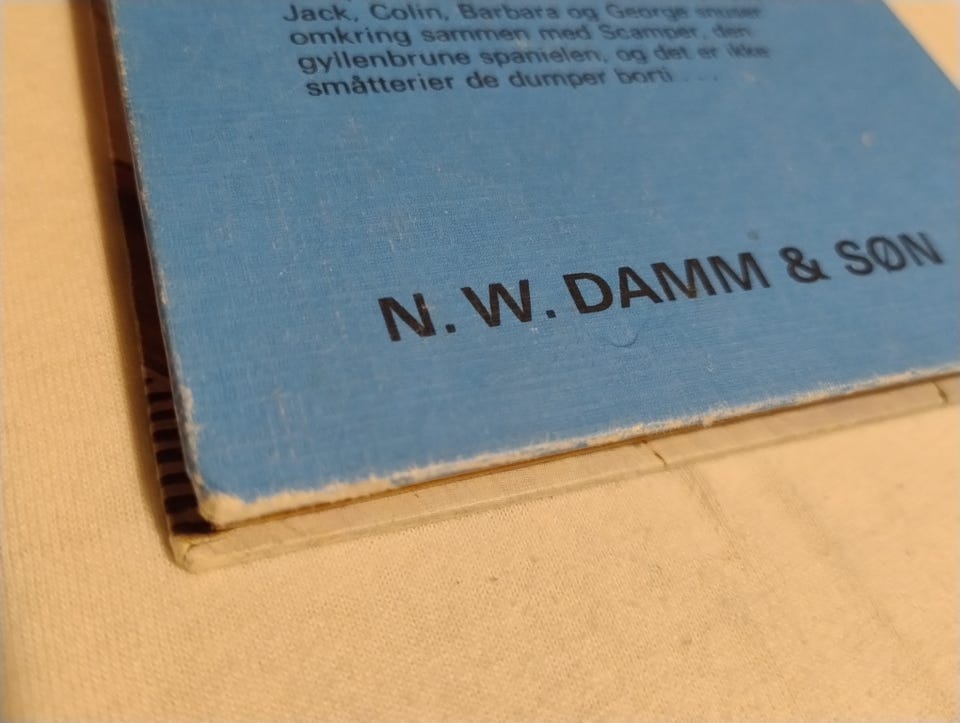 Jack, Colin, Barbara og George snuser
omkring sammen med Scamper, den
gyllenbrune spanielen, og det er ikke
småtterier de dumper borti . . . .
N. W. DAMM & SØN